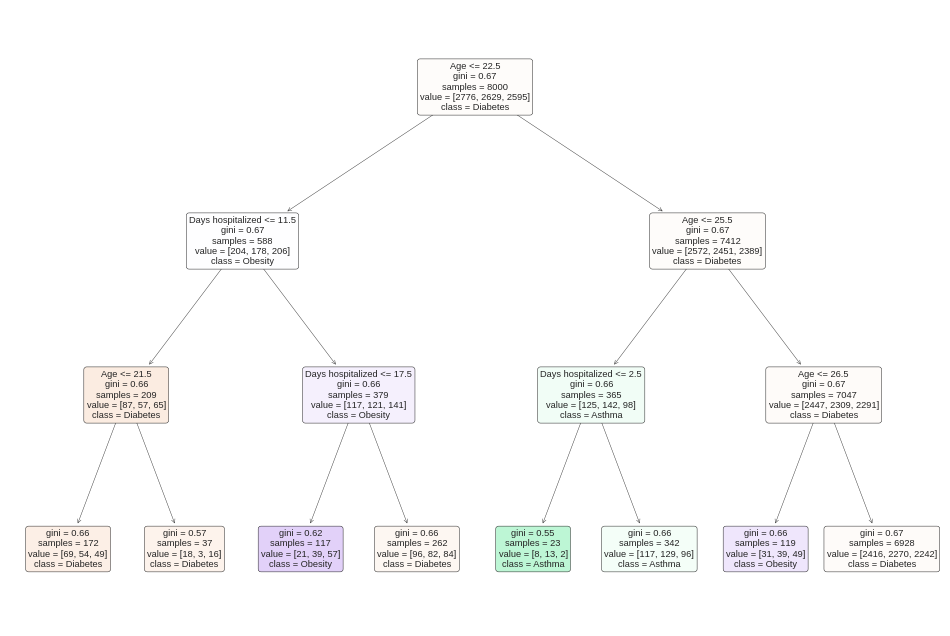 Age <= 22.5
gini = 0.67
samples = 8000
value = [2776, 2629, 2595]
class = Diabetes
Days hospitalized <= 11.5
gini = 0.67
samples = 588
value = [204, 178, 206]
class = Obesity
Age <= 25.5
gini = 0.67
samples = 7412
value = [2572, 2451, 2389]
class = Diabetes
Age <= 21.5
gini = 0.66
samples = 209
value = [87, 57, 65]
class = Diabetes
Days hospitalized <= 17.5
gini = 0.66
samples = 379
value = [117, 121, 141]
class = Obesity
Days hospitalized <= 2.5
gini = 0.66
samples = 365
value = [125, 142, 98]
class = Asthma
Age <= 26.5
gini = 0.67
samples = 7047
value = [2447, 2309, 2291]
class = Diabetes
gini = 0.66
samples = 172
value = [69, 54, 49]
class = Diabetes
gini = 0.57
samples = 37
value = [18, 3, 16]
class = Diabetes
gini = 0.62
samples = 117
value = [21, 39, 57]
class = Obesity
gini = 0.66
samples = 262
value = [96, 82, 84]
class = Diabetes
gini = 0.55
samples = 23
value = [8, 13, 2]
class = Asthma
gini = 0.66
samples = 342
value = [117, 129, 96]
class = Asthma
gini = 0.66
samples = 119
value = [31, 39, 49]
class = Obesity
gini = 0.67
samples = 6928
value = [2416, 2270, 2242]
class = Diabetes